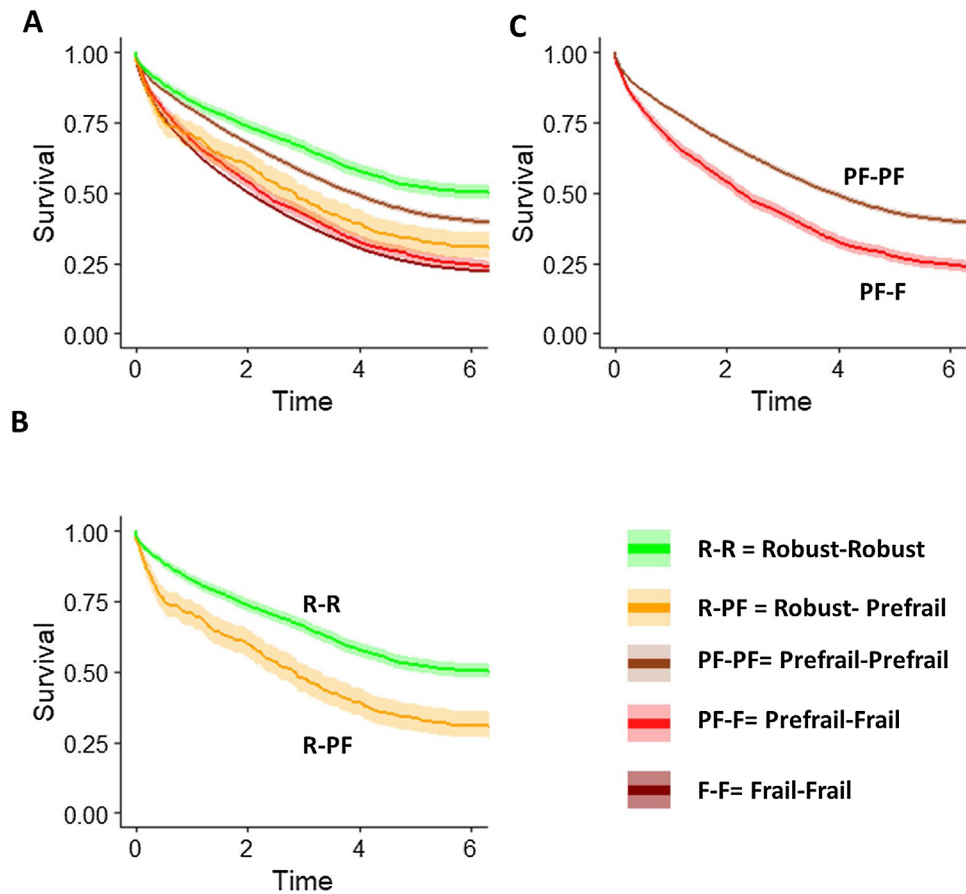 A
Survival
1.00
0.75
0.50
0.25
0.00
0 2 4 6
Time
C
Survival
1.00
0.75
0.50
0.25
0.00
PF-PF
PF-F
0 2 4 6
Time
B
Survival
1.00
0.75
0.50
0.25
0.00
R-R
R-PF
0 2 4 6
Time
R-R = Robust-Robust
R-PF = Robust- Prefrail
PF-PF= Prefrail-Prefrail
PF-F= Prefrail-Frail
F-F= Frail-Frail